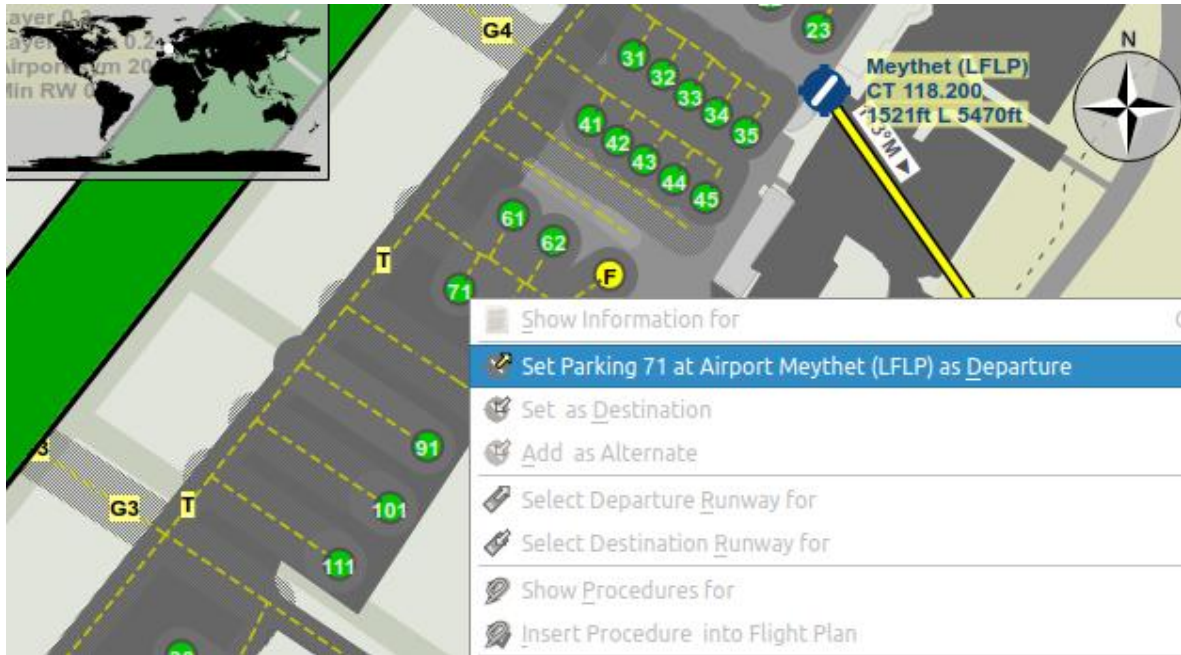 G4
23
31
32
33
34
35
Meythet (LFLP)
CT 118.200
1521ft L 5470ft
N
41
42
43
44
45
61
62
T
71
F
Show Information for
Set Parking 71 at Airport Meythet (LFLP) as Departure
Set as Destination
Add as Alternate
91
Select Departure Runway for
G3
T
101
Select Destination Runway for
111
Show Procedures for
Insert Procedure into Flight Plan